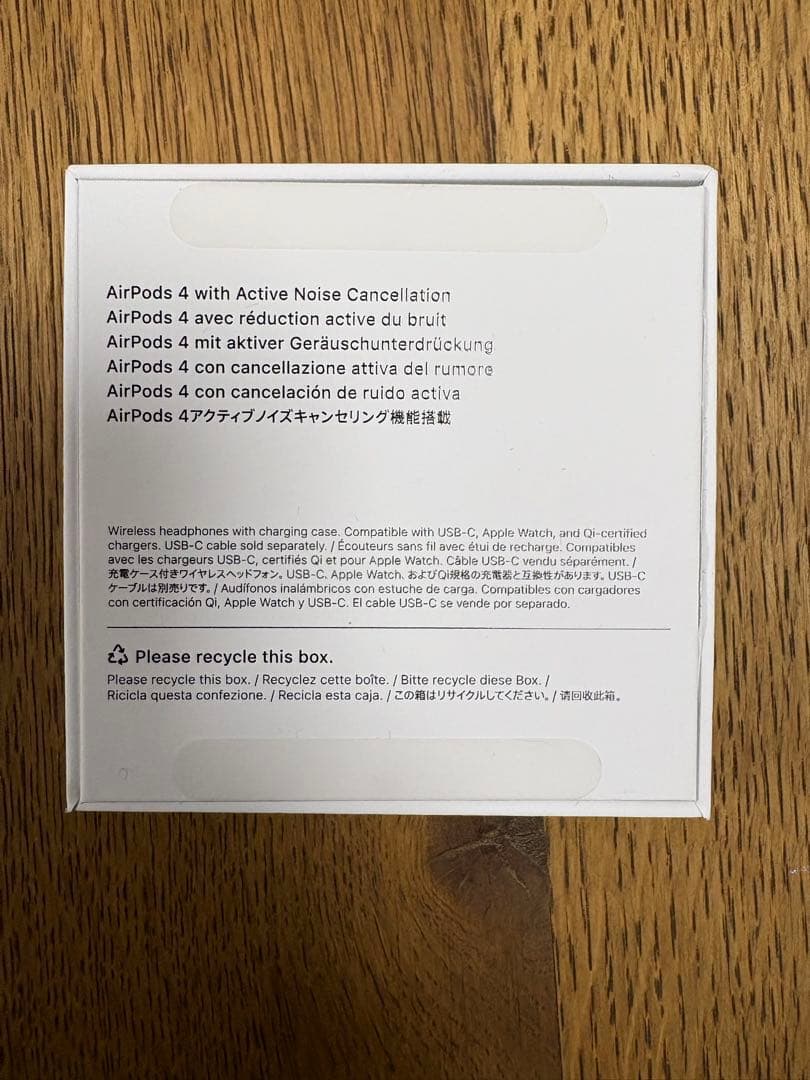 AirPods 4 with Active Noise Cancellation
AirPods 4 avec réduction active du bruit
AirPods 4 mit aktiver Geräuschunterdrückung
AirPods 4 con cancellazione attiva del rumore
AirPods 4 con cancelación de ruido activa
AirPods 4アクティブノイズキャンセリング機能搭載
Wireless headphones with charging case. Compatible with USB-C, Apple Watch, and Qi-certified
chargers. USB-C cable sold separately. / Écouteurs sans fil avec étui de recharge. Compatibles
avec les chargeurs USB-C, certifiés Qi et pour Apple Watch. Câble USB-C vendu séparément. /
充電ケース付きワイヤレスヘッドフォン。USB-C、Apple Watch、およびQi規格の充電器と互換性があります。USB-C
ケーブルは別売りです。/ Audífonos inalámbricos con estuche de carga. Compatibles con cargadores
con certificación Qi, Apple Watch y USB-C. El cable USB-C se vende por separado.
Please recycle this box.
Please recycle this box. / Recyclez cette boîte. / Bitte recycle diese Box. /
Ricicla questa confezione. / Recicla esta caja. / この箱はリサイクルしてください。/ 请回收此箱。